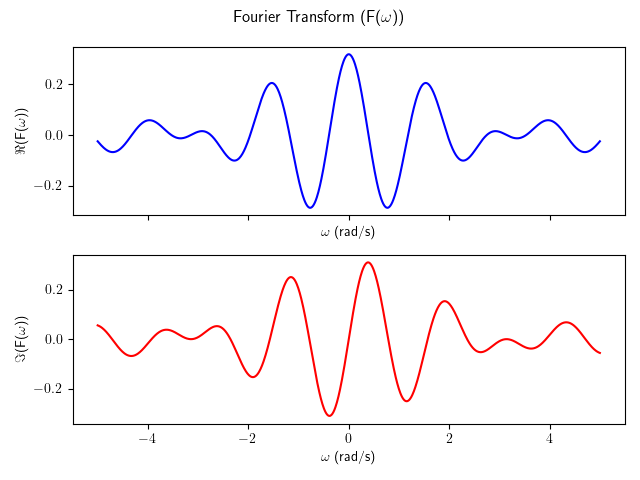 Fourier Transform (F(ω))
0.2
0.0
−0.2
ℜ(F(ω))
ω (rad/s)
0.2
0.0
−0.2
ℑ(F(ω))
−4 −2 0 2 4
ω (rad/s)